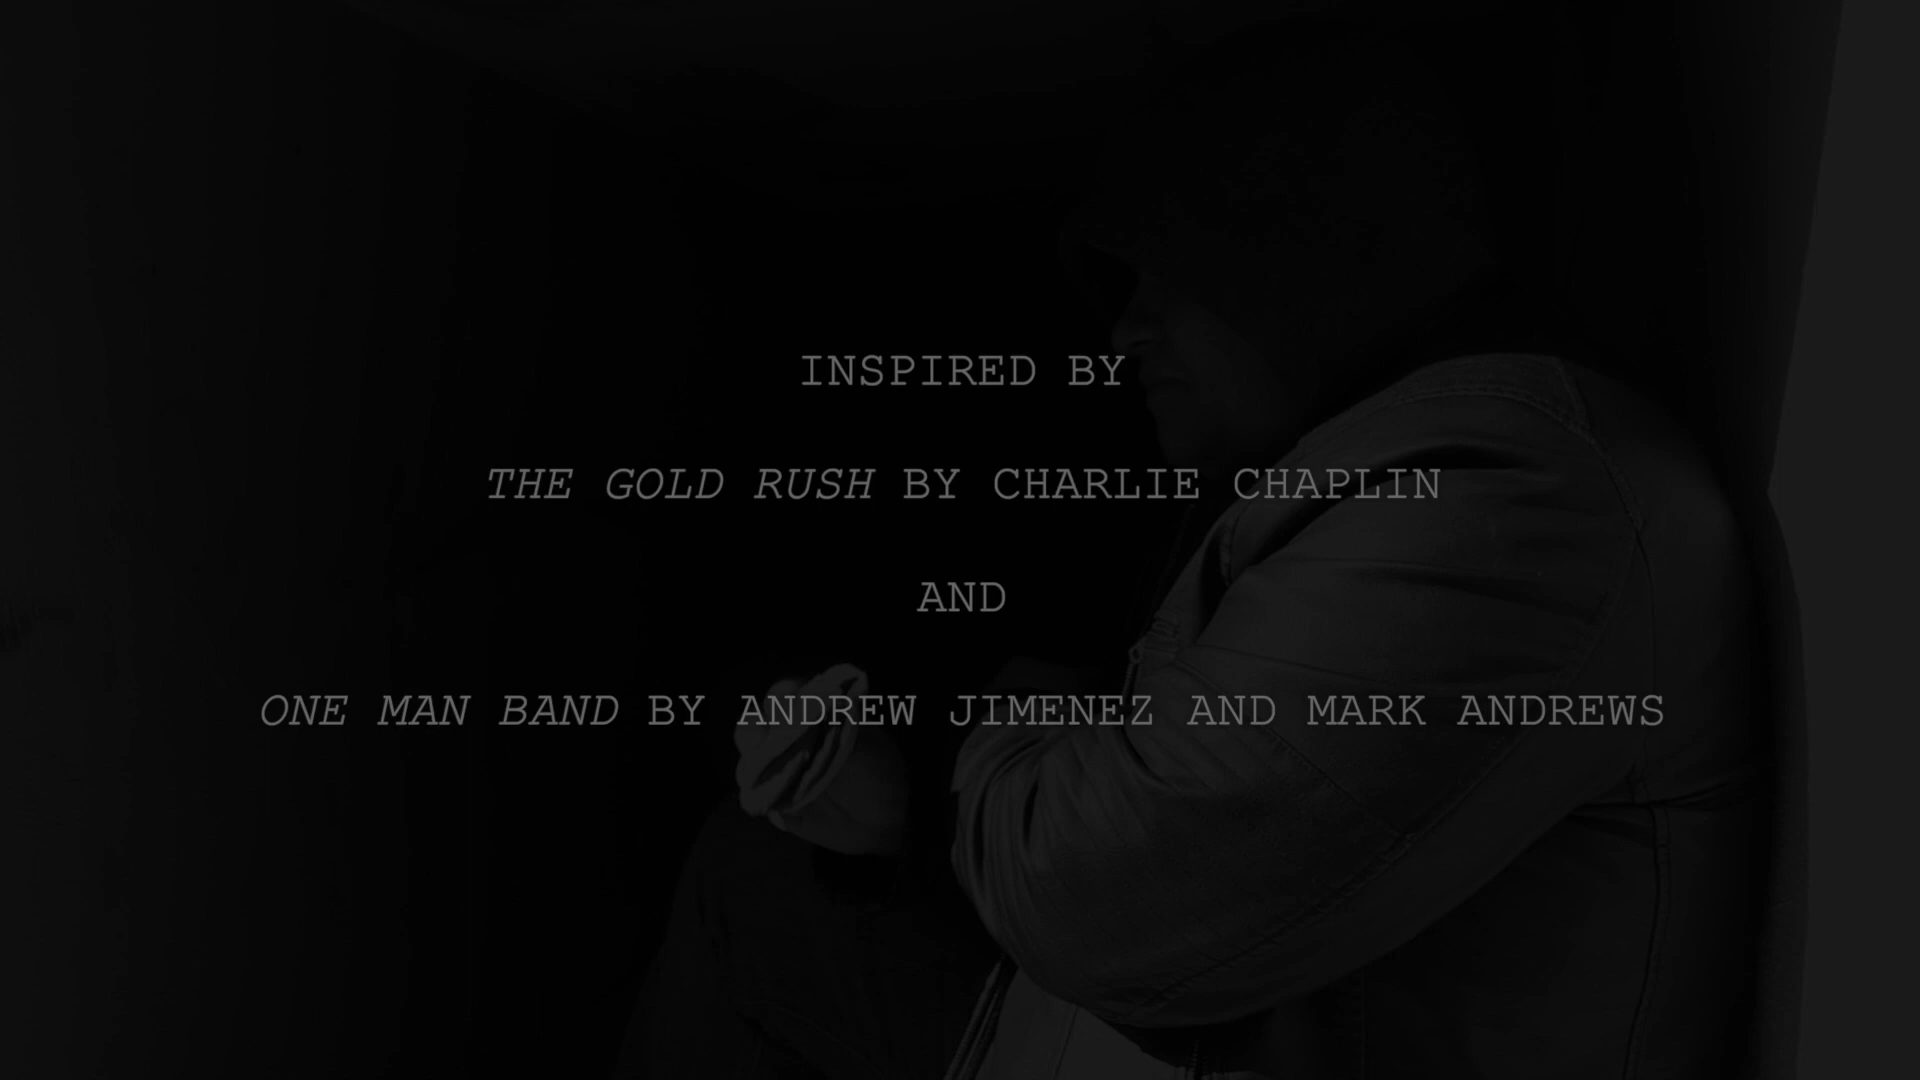 INSPIRED BY
THE GOLD RUSH BY CHARLIE CHAPLIN
AND
ONE MAN BAND BY ANDREW JIMENEZ AND MARK ANDREWS